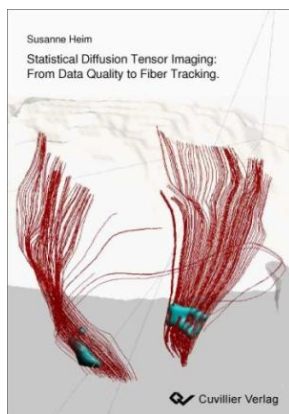 Susanne Heim
Statistical Diffusion Tensor Imaging:
From Data Quality to Fiber Tracking.
Cuvillier Verlag